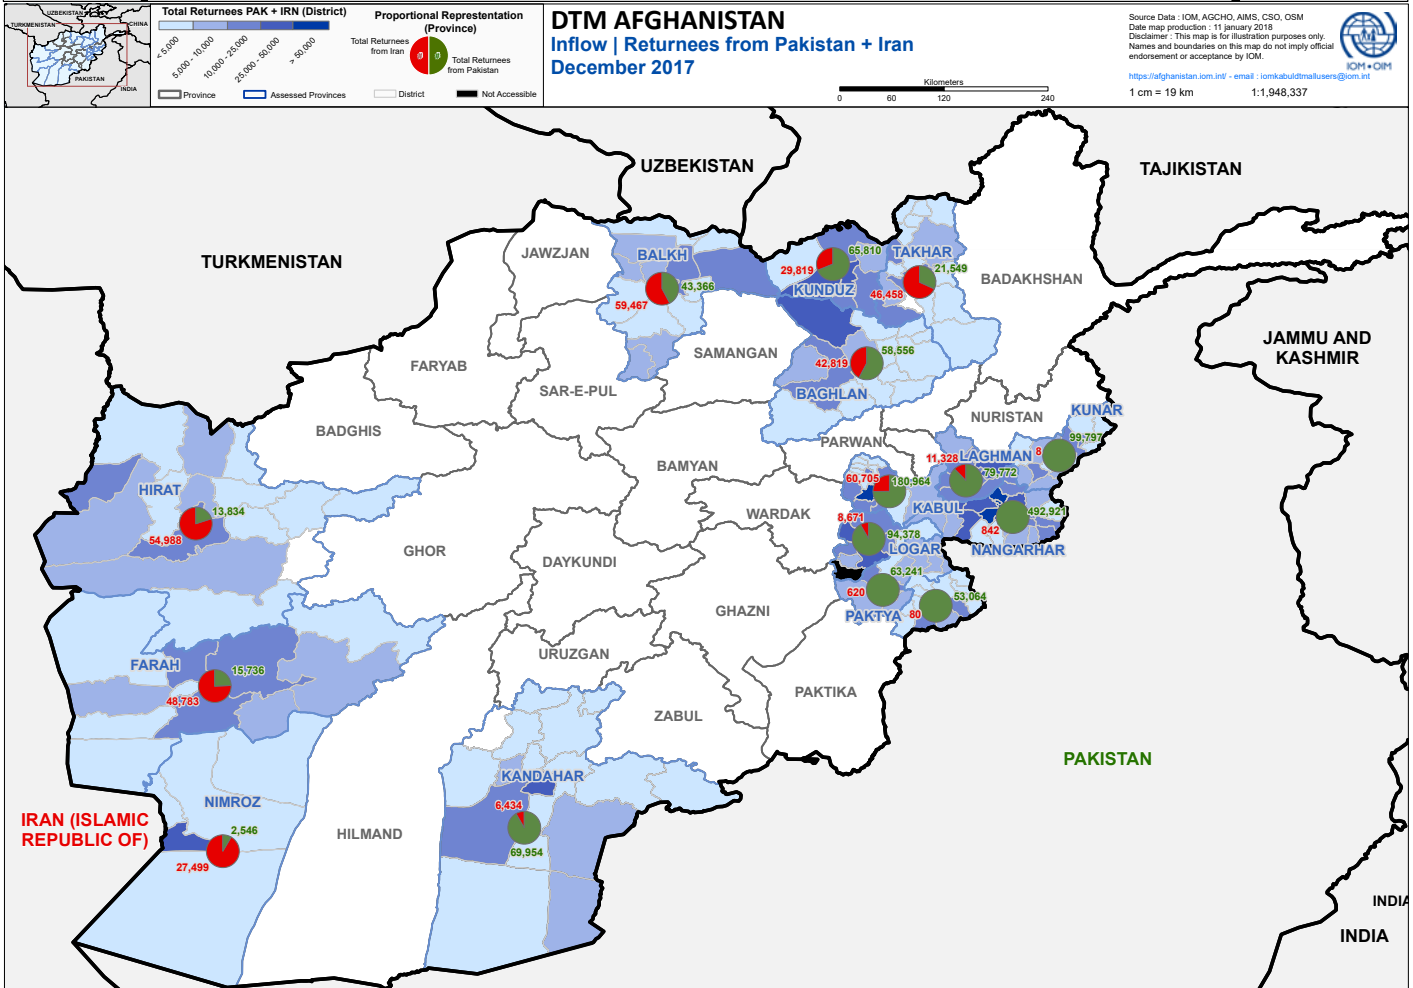 UZBEKISTAN
TURKMENISTAN
CHINA
PAKISTAN
INDIA
Total Returnees PAK + IRN (District)
< 5,000
5,000 - 10,000
10,000 - 25,000
25,000 - 50,000
> 50,000
Province
Assessed Provinces
District
Not Accessible
Proportional Represtentation
(Province)
Total Returnees
from Iran
0
0
Total Returnees
from Pakistan
DTM AFGHANISTAN
Inflow | Returnees from Pakistan + Iran
December 2017
Kilometers
0
60
120
240
Source Data : IOM, AGCHO, AIMS, CSO, OSM
Date map production : 11 january 2018
Disclaimer : This map is for illustration purposes only.
Names and boundaries on this map do not imply official
endorsement or acceptance by IOM.
https://afghanistan.iom.int/ - email : iomkabuldtmallusers@iom.int
1 cm = 19 km
1:1,948,337
IOM • OIM
UZBEKISTAN
TAJIKISTAN
TURKMENISTAN
JAWZJAN
BALKH
59,467
43,366
29,819
65,810
KUNDUZ
TAKHAR
46,458
21,549
BADAKHSHAN
JAMMU AND
KASHMIR
FARYAB
SAR-E-PUL
SAMANGAN
42,819
58,556
BAGHLAN
BADGHIS
NURISTAN
KUNAR
8
99,797
PARWAN
BAMYAN
11,328
LAGHMAN
79,772
60,705
180,964
KABUL
HIRAT
13,834
54,988
WARDAK
492,921
842
NANGARHAR
8,671
94,378
LOGAR
GHOR
DAYKUNDI
63,241
620
PAKTYA
53,064
80
GHAZNI
URUZGAN
FARAH
15,736
48,783
PAKTIKA
ZABUL
PAKISTAN
KANDAHAR
6,434
69,954
NIMROZ
2,546
27,499
IRAN (ISLAMIC
REPUBLIC OF)
HILMAND
INDIA
INDIA